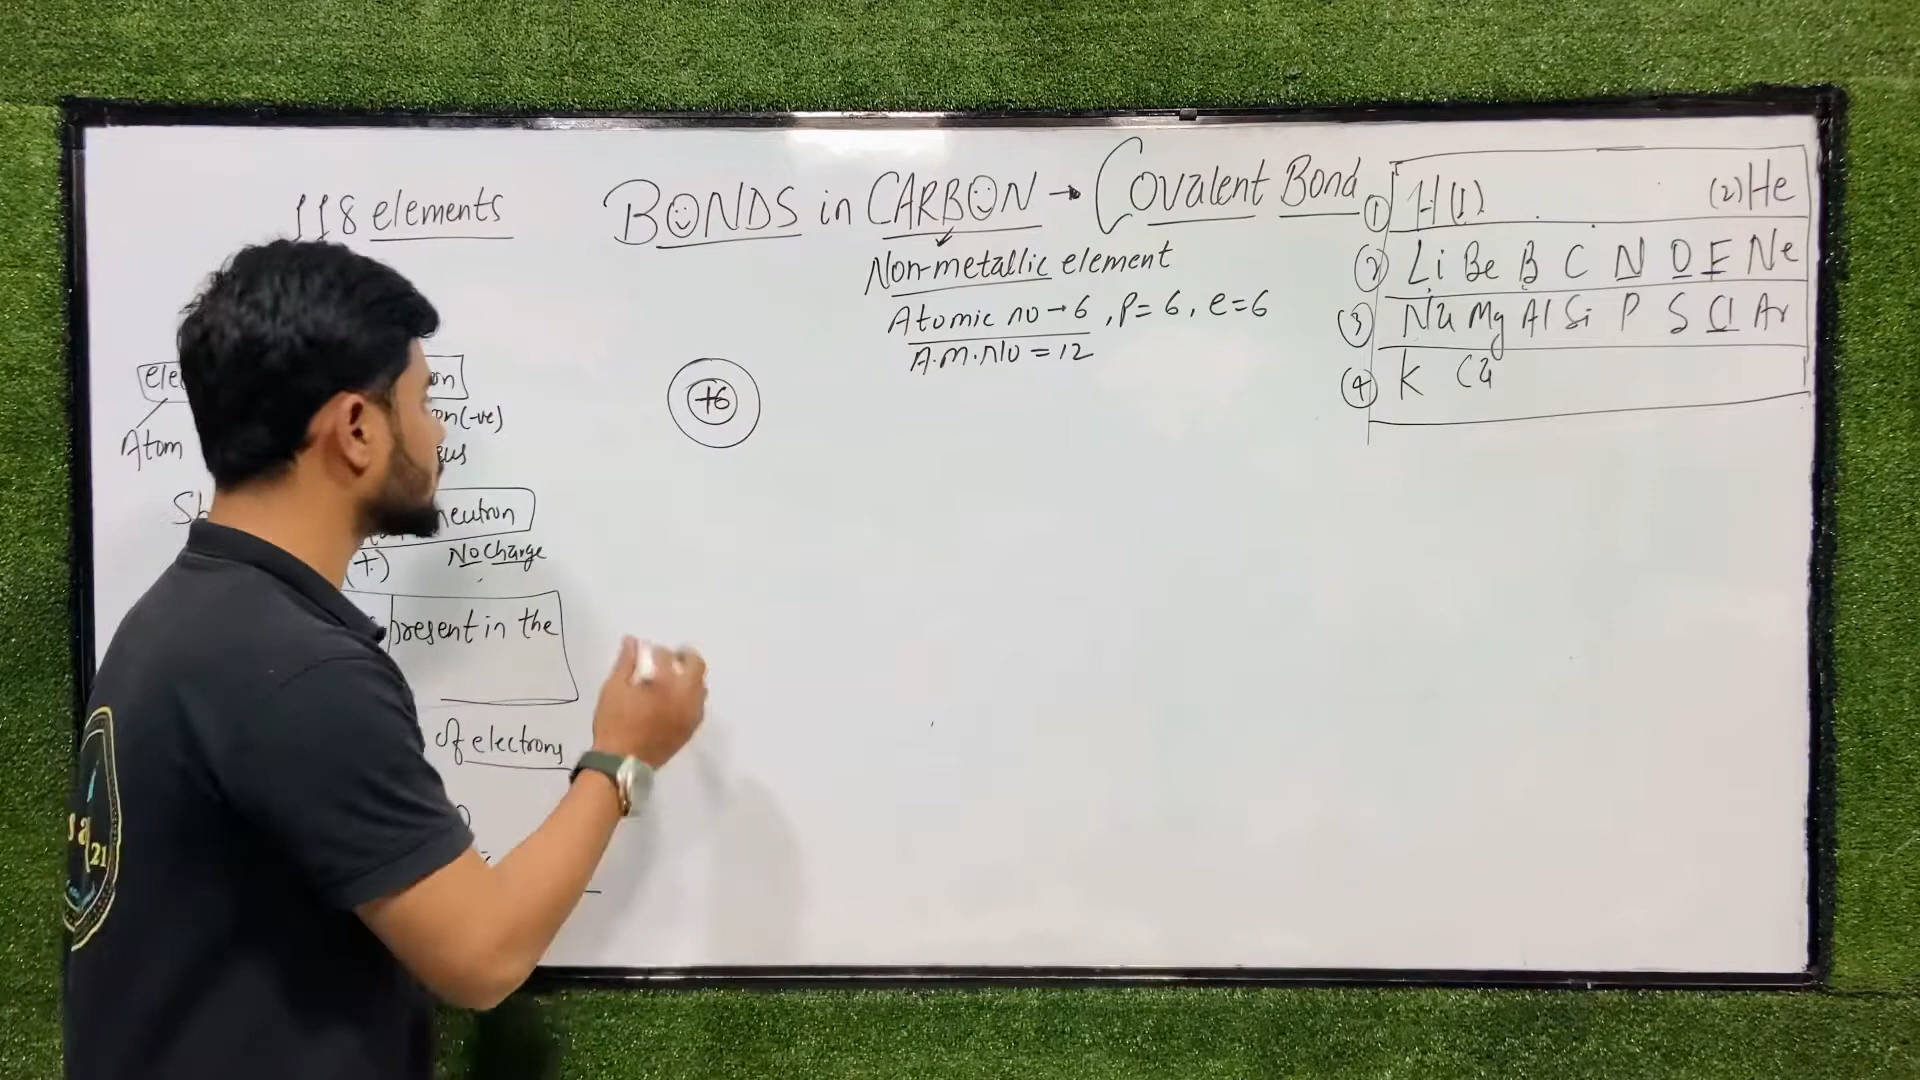 118 elements
BONDS in CARBON → Covalent Bond
Non-metallic element
Atomic no → 6, P = 6, e = 6
A.M.No = 12
+6
Atom
on(-ve)
neutron
(+)
No charge
present in the
of electrons
① H(1) (2)He
② Li Be B C N O F Ne
(3) Na Mg Al Si P S Cl Ar
④ K Ca
21